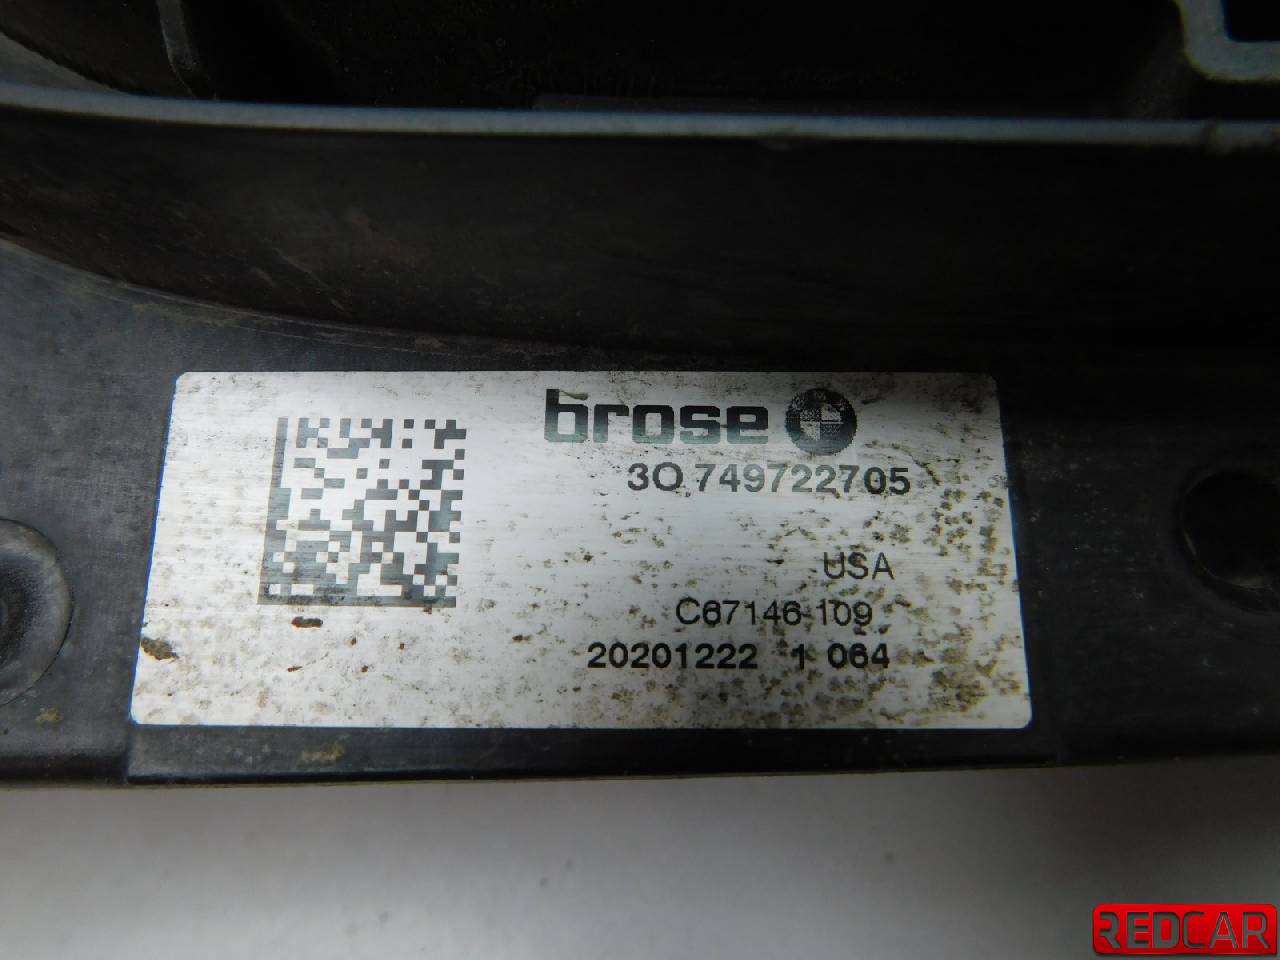 brose
3O 749722705
USA
C67146-109
20201222 1 064
REDCAR